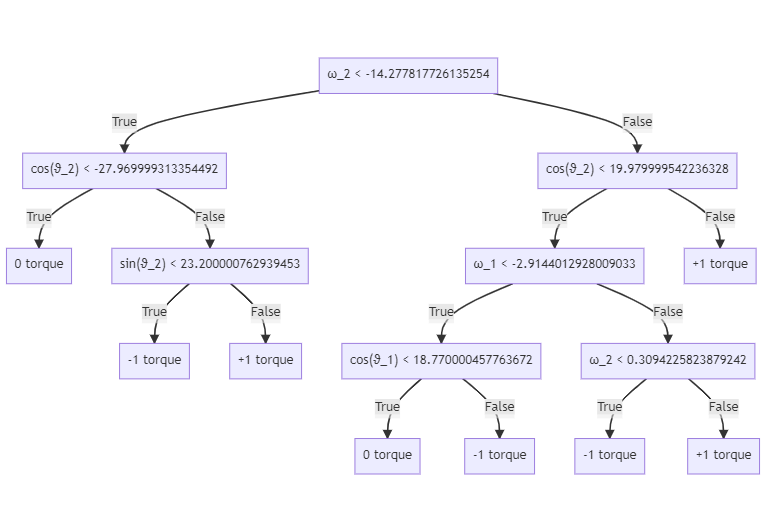 ω_2 < -14.277817726135254
True
False
cos(ϑ_2) < -27.969999313354492
cos(ϑ_2) < 19.979999542236328
True
False
True
False
0 torque
sin(ϑ_2) < 23.200000762939453
ω_1 < -2.9144012928009033
+1 torque
True
False
True
False
-1 torque
+1 torque
cos(ϑ_1) < 18.770000457763672
ω_2 < 0.3094225823879242
True
False
True
False
0 torque
-1 torque
-1 torque
+1 torque